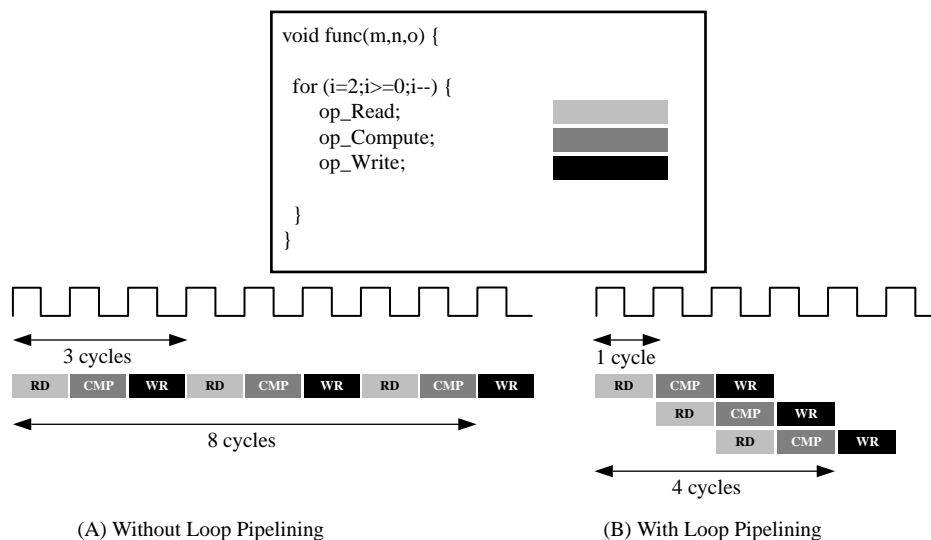 void func(m,n,o) {
for (i=2;i>=0;i--) {
op_Read;
op_Compute;
op_Write;
}
}
3 cycles
RD CMP WR RD CMP WR RD CMP WR
8 cycles
(A) Without Loop Pipelining
1 cycle
RD CMP WR
RD CMP WR
RD CMP WR
4 cycles
(B) With Loop Pipelining